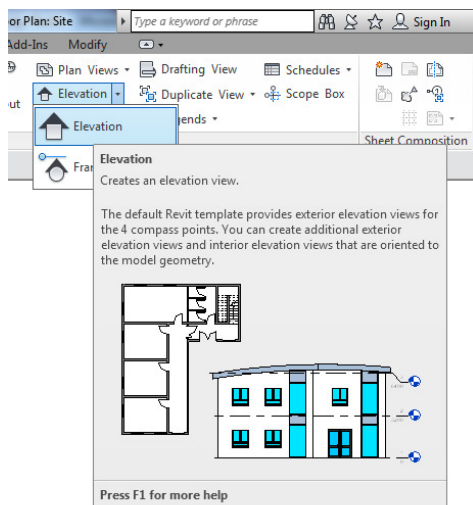 or Plan: Site
Type a keyword or phrase
Sign In
Add-Ins Modify
Plan Views Drafting View Schedules
out Elevation Duplicate View Scope Box
Elevation
ends
Sheet Composition
Fra
Elevation
Creates an elevation view.
The default Revit template provides exterior elevation views for
the 4 compass points. You can create additional exterior
elevation views and interior elevation views that are oriented to
the model geometry.
Press F1 for more help